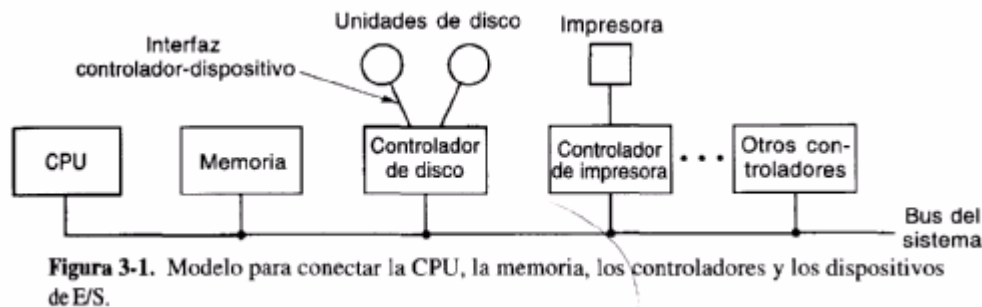 Unidades de disco
Impresora
Interfaz
controlador-dispositivo
CPU
Memoria
Controlador
de disco
Controlador
de impresora
Otros con-
troladores
Bus del
sistema
Figura 3-1. Modelo para conectar la CPU, la memoria, los controladores y los dispositivos
de E/S.